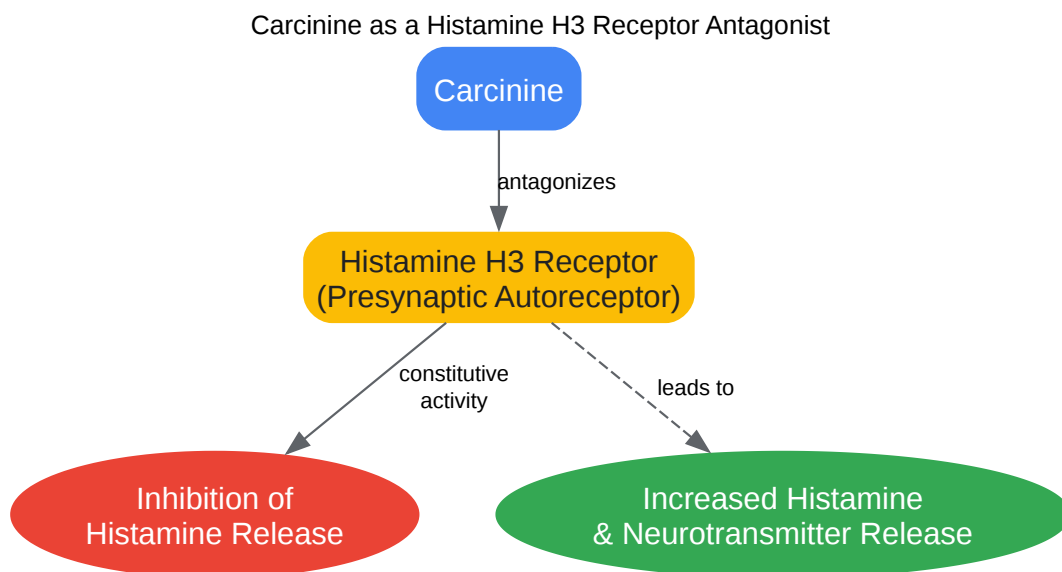 Carcinine as a Histamine H3 Receptor Antagonist
Carcinine
antagonizes
Histamine H3 Receptor
(Presynaptic Autoreceptor)
constitutive
activity
leads to
Inhibition of
Histamine Release
Increased Histamine
& Neurotransmitter Release